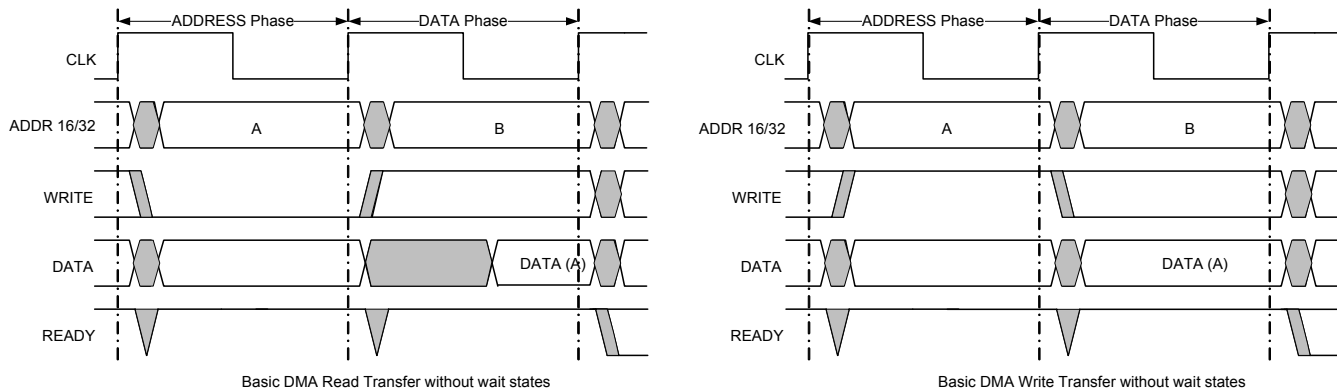 ADDRESS Phase
DATA Phase
CLK
ADDR 16/32
A
B
WRITE
DATA
DATA (A)
READY
Basic DMA Read Transfer without wait states
ADDRESS Phase
DATA Phase
CLK
ADDR 16/32
A
B
WRITE
DATA
DATA (A)
READY
Basic DMA Write Transfer without wait states